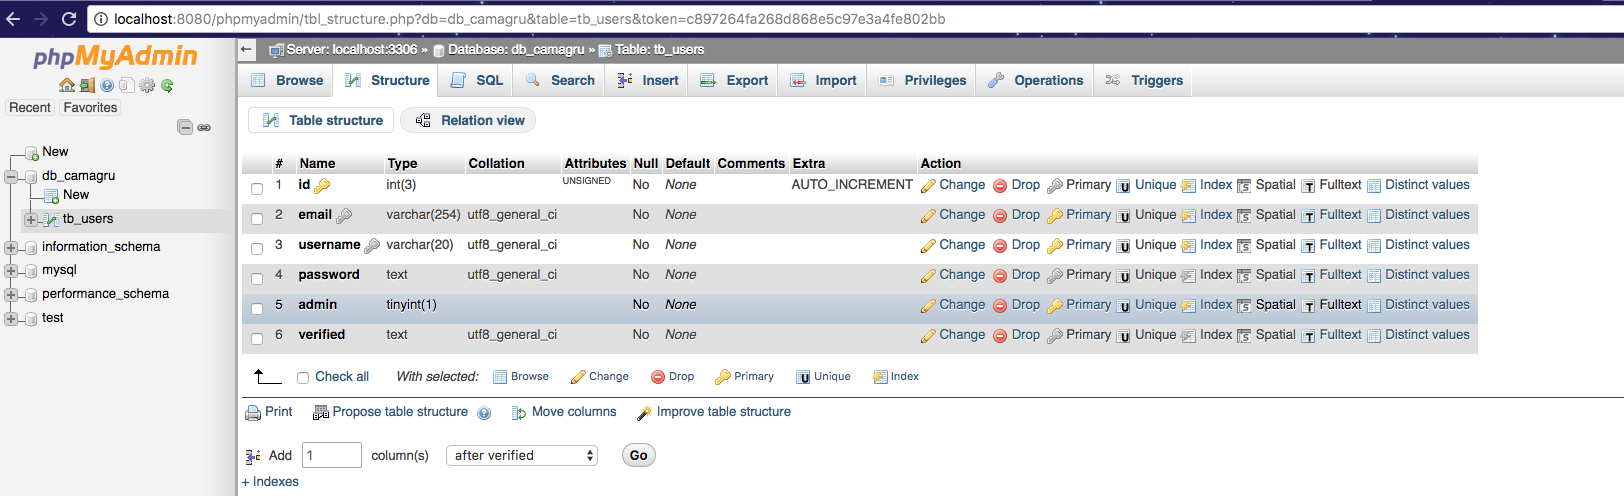 localhost:8080/phpmyadmin/tbl_structure.php?db=db_camagru&table=tb_users&token=c897264fa268d868e5c97e3a4fe802bb
phpMyAdmin
Recent Favorites
New
db_camagru
New
tb_users
information_schema
mysql
performance_schema
test
Server: localhost:3306 » Database: db_camagru » Table: tb_users
Browse Structure SQL Search Insert Export Import Privileges Operations Triggers
Table structure Relation view
# Name Type Collation Attributes Null Default Comments Extra Action
1 id int(3) UNSIGNED No None AUTO_INCREMENT Change Drop Primary Unique Index Spatial Fulltext Distinct values
2 email varchar(254) utf8_general_ci No None Change Drop Primary Unique Index Spatial Fulltext Distinct values
3 username varchar(20) utf8_general_ci No None Change Drop Primary Unique Index Spatial Fulltext Distinct values
4 password text utf8_general_ci No None Change Drop Primary Unique Index Spatial Fulltext Distinct values
5 admin tinyint(1) No None Change Drop Primary Unique Index Spatial Fulltext Distinct values
6 verified text utf8_general_ci No None Change Drop Primary Unique Index Spatial Fulltext Distinct values
Check all With selected: Browse Change Drop Primary Unique Index
Print Propose table structure Move columns Improve table structure
Add 1 column(s) after verified Go
+ Indexes